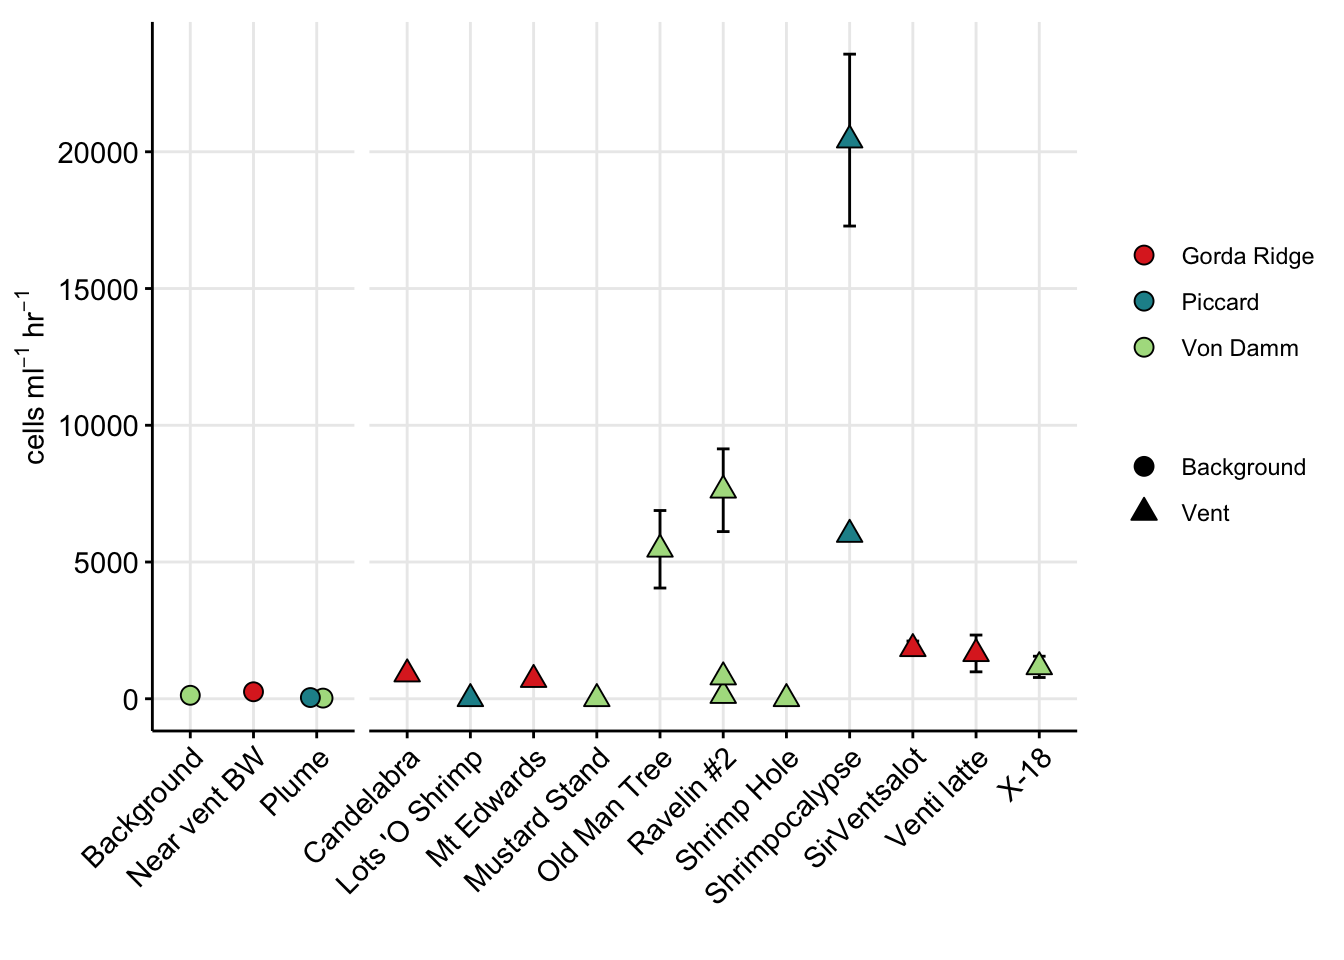 20000
15000
10000
5000
0
cells ml⁻¹ hr⁻¹
Background
Near vent BW
Plume
Candelabra
Lots 'O Shrimp
Mt Edwards
Mustard Stand
Old Man Tree
Ravelin #2
Shrimp Hole
Shrimpocalypse
SirVentsalot
Venti latte
X-18
Gorda Ridge
Piccard
Von Damm
Background
Vent